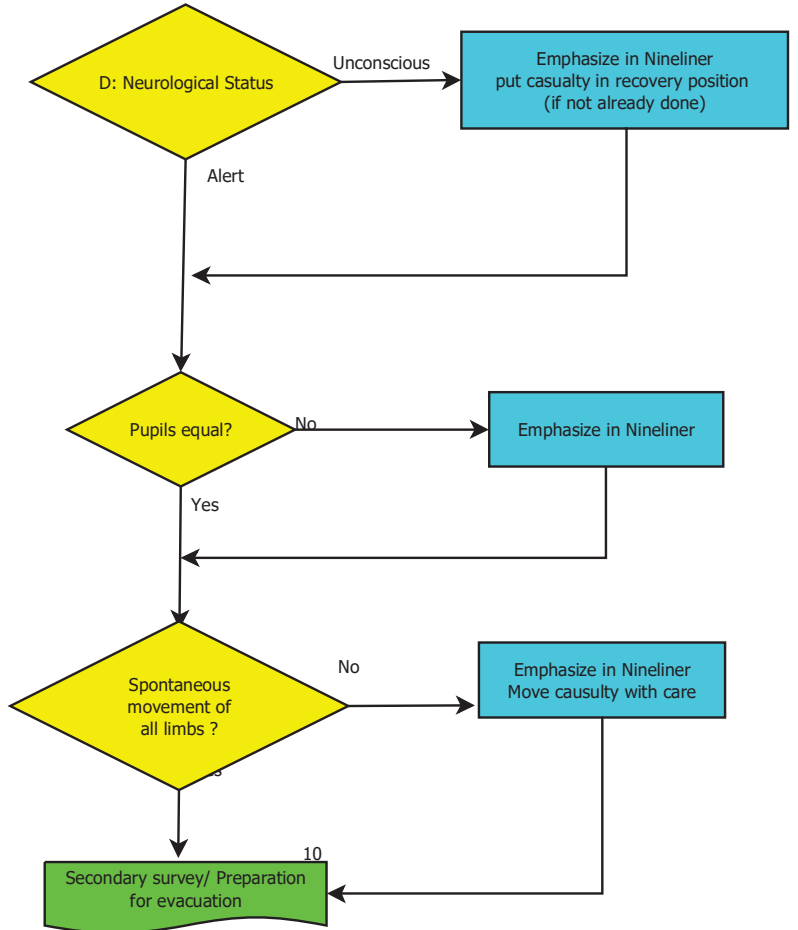 D: Neurological Status
Unconscious
Emphasize in Nineliner
put casualty in recovery position
(if not already done)
Alert
Pupils equal?
No
Emphasize in Nineliner
Yes
Spontaneous
movement of
all limbs ?
No
Emphasize in Nineliner
Move causulty with care
10
Secondary survey/ Preparation
for evacuation